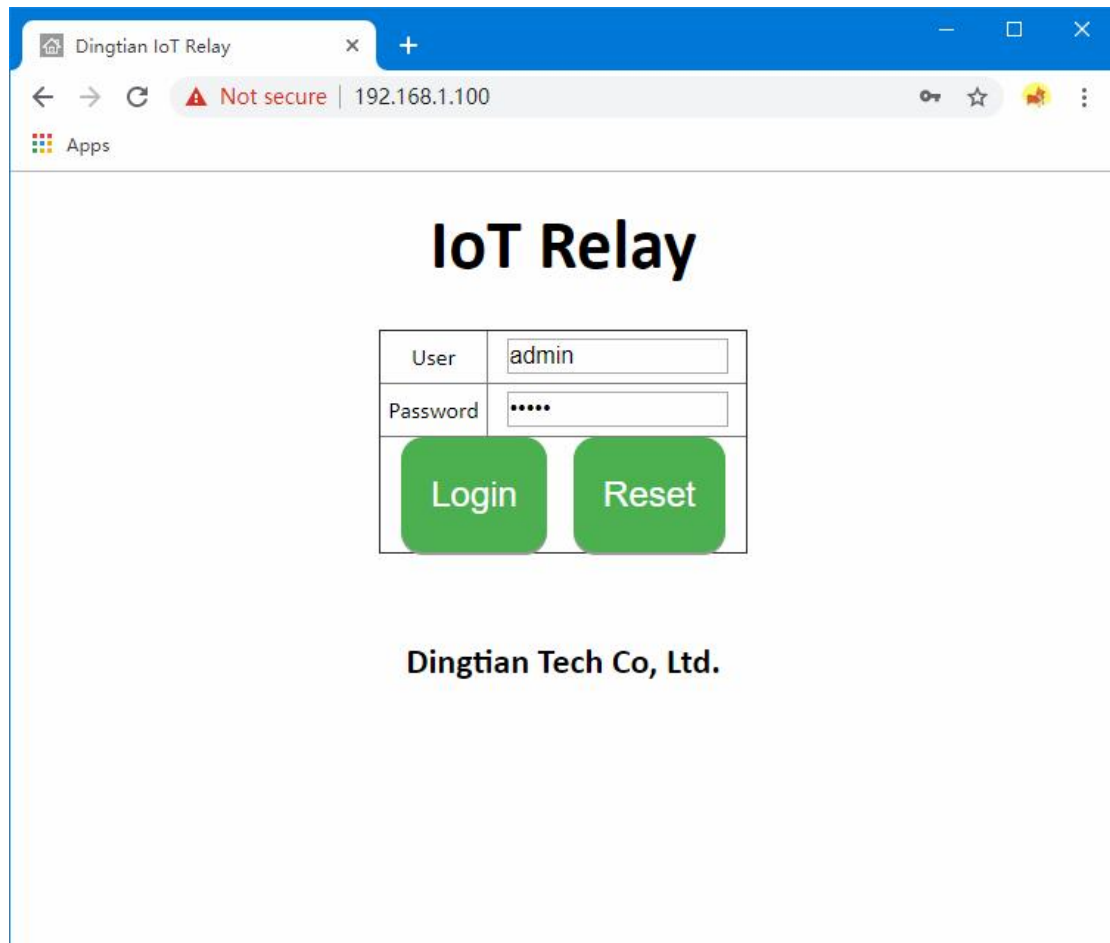 Dingtian IoT Relay
Not secure | 192.168.1.100
Apps
IoT Relay
User admin
Password •••••
Login Reset
Dingtian Tech Co, Ltd.